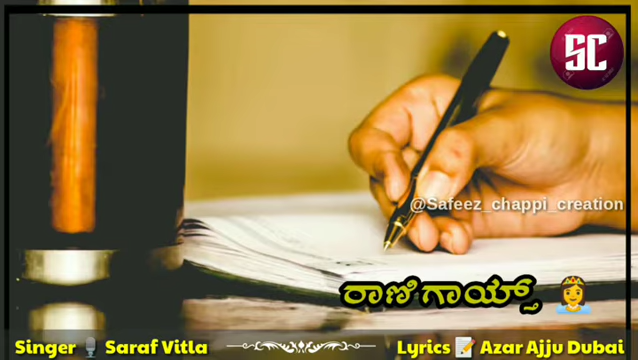 SC
@Safeez_chappi_creation
ರಾಣಿಗಾಯ್ತ್ 👸
Singer 🎙️ Saraf Vitla
Lyrics 📝 Azar Ajju Dubai